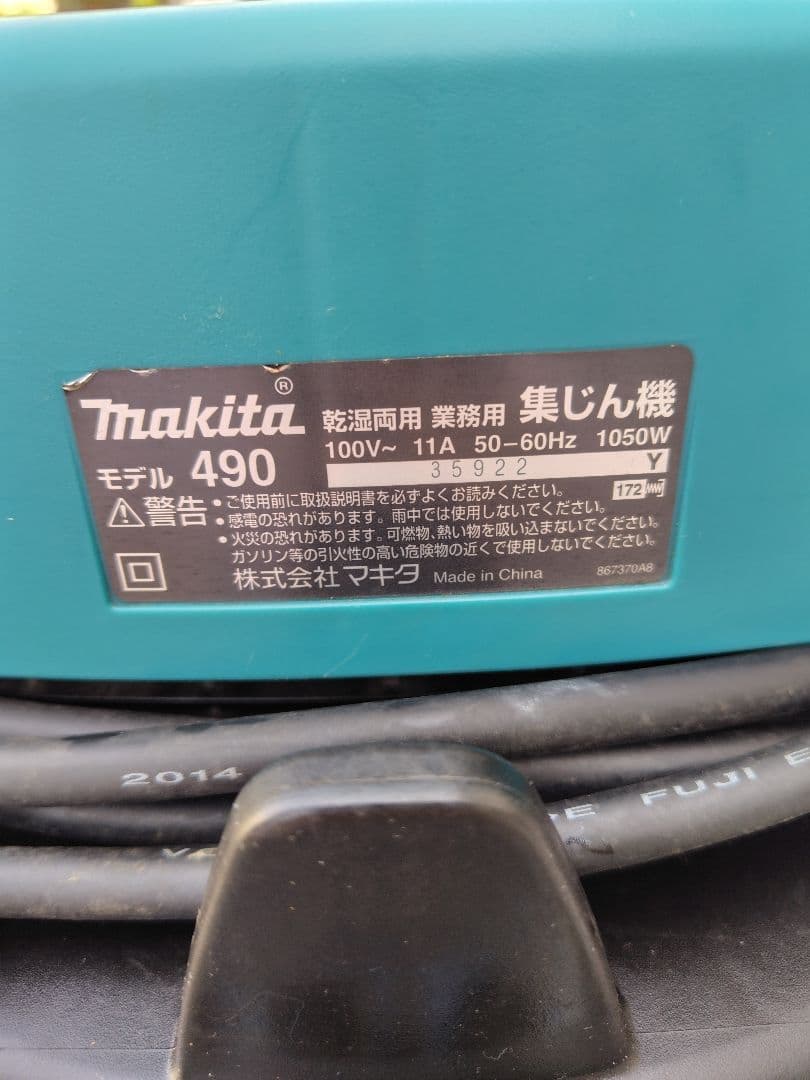 makita®
乾湿両用 業務用 集じん機
100V~ 11A 50-60Hz 1050W
モデル 490
35922 Y
172
警告
・ご使用前に取扱説明書を必ずよくお読みください。
・感電の恐れがあります。雨中では使用しないでください。
・火災の恐れがあります。可燃物、熱い物を吸い込まないでください。
ガソリン等の引火性の高い危険物の近くで使用しないでください。
株式会社 マキタ Made in China 867370A8
2014
FUJI E